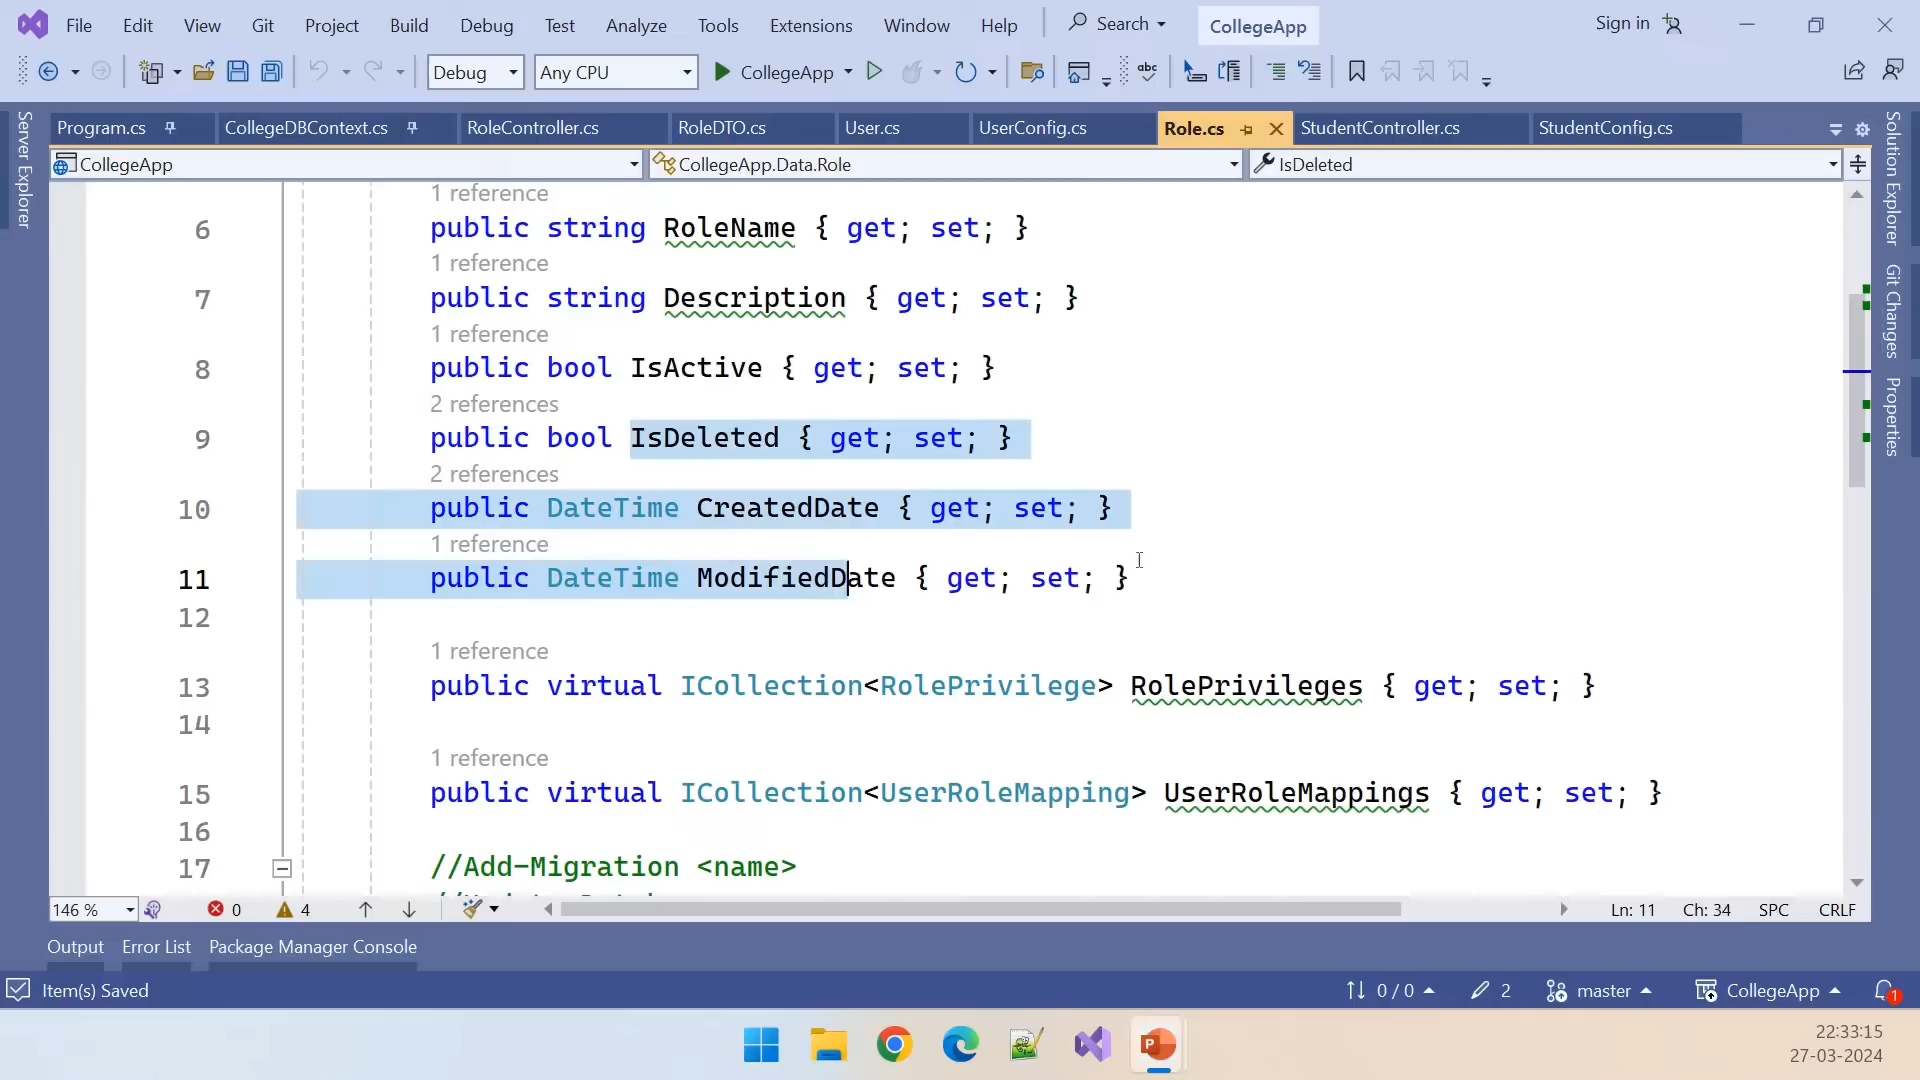 File Edit View Git Project Build Debug Test Analyze Tools Extensions Window Help Search CollegeApp Sign in
Debug Any CPU CollegeApp abc
Program.cs CollegeDBContext.cs RoleController.cs RoleDTO.cs User.cs UserConfig.cs Role.cs StudentController.cs StudentConfig.cs
CollegeApp CollegeApp.Data.Role IsDeleted
Server Explorer
Solution Explorer
Git Changes
Properties
1 reference
6 public string RoleName { get; set; }
1 reference
7 public string Description { get; set; }
1 reference
8 public bool IsActive { get; set; }
2 references
9 public bool IsDeleted { get; set; }
2 references
10 public DateTime CreatedDate { get; set; }
1 reference
11 public DateTime ModifiedDate { get; set; }
12
1 reference
13 public virtual ICollection<RolePrivilege> RolePrivileges { get; set; }
14
1 reference
15 public virtual ICollection<UserRoleMapping> UserRoleMappings { get; set; }
16
17 //Add-Migration <name>
146 % 0 4 Ln: 11 Ch: 34 SPC CRLF
Output Error List Package Manager Console
Item(s) Saved 0 / 0 2 master CollegeApp 1
22:33:15
27-03-2024